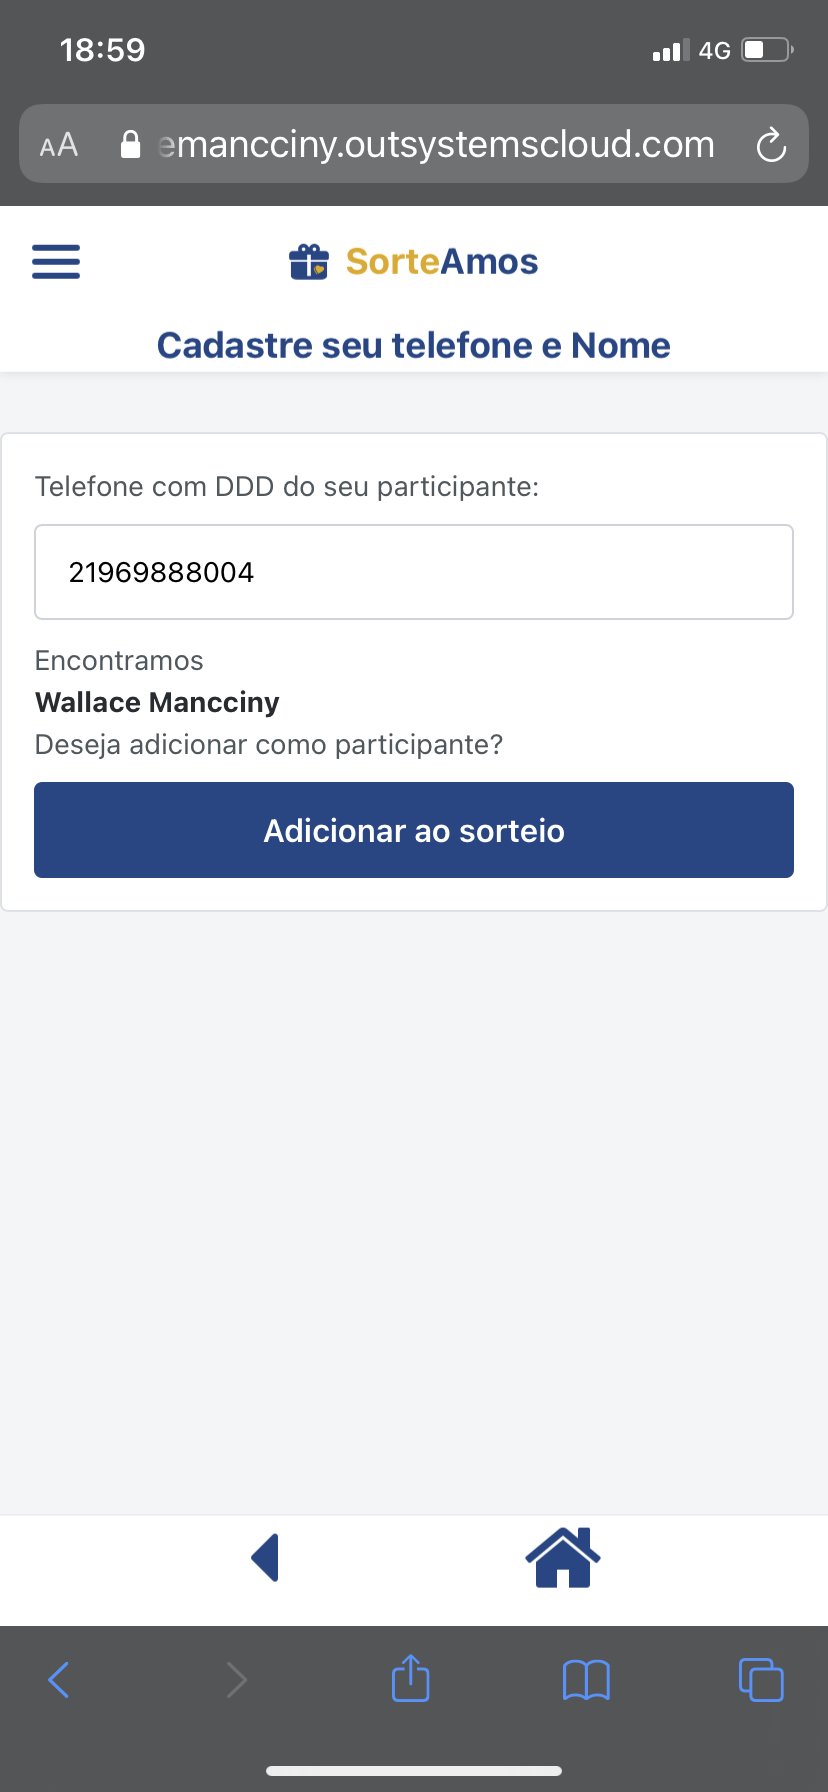 18:59
4G
AA
emancciny.outsystemscloud.com
SorteAmos
Cadastre seu telefone e Nome
Telefone com DDD do seu participante:
21969888004
Encontramos
Wallace Mancciny
Deseja adicionar como participante?
Adicionar ao sorteio